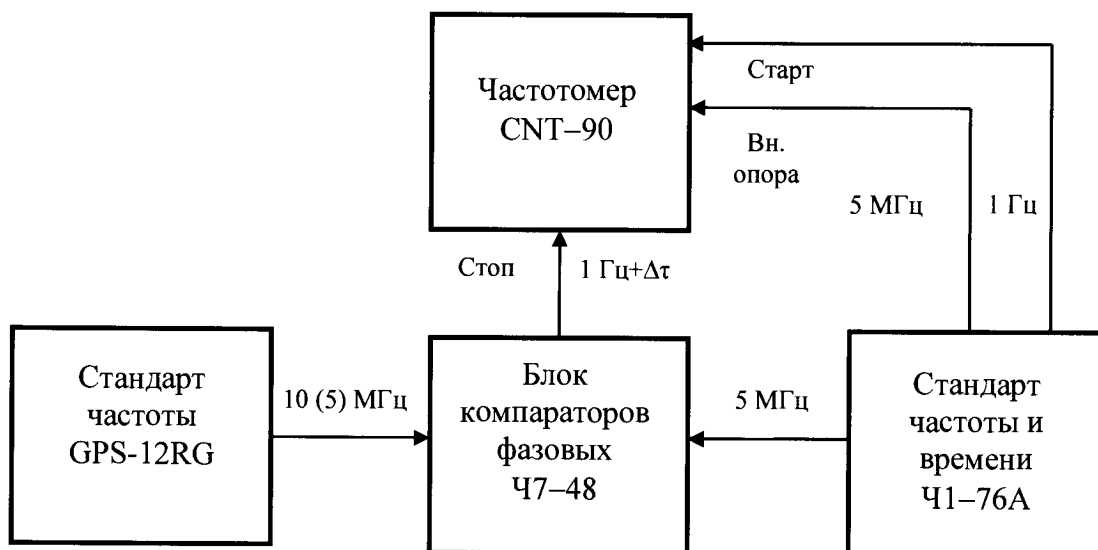 Частотомер
CNT–90
Старт
Вн.
опора
5 МГц
1 Гц
Стоп
1 Гц+Δτ
Стандарт
частоты
GPS-12RG
10 (5) МГц
Блок
компараторов
фазовых
Ч7–48
5 МГц
Стандарт
частоты и
времени
Ч1–76А